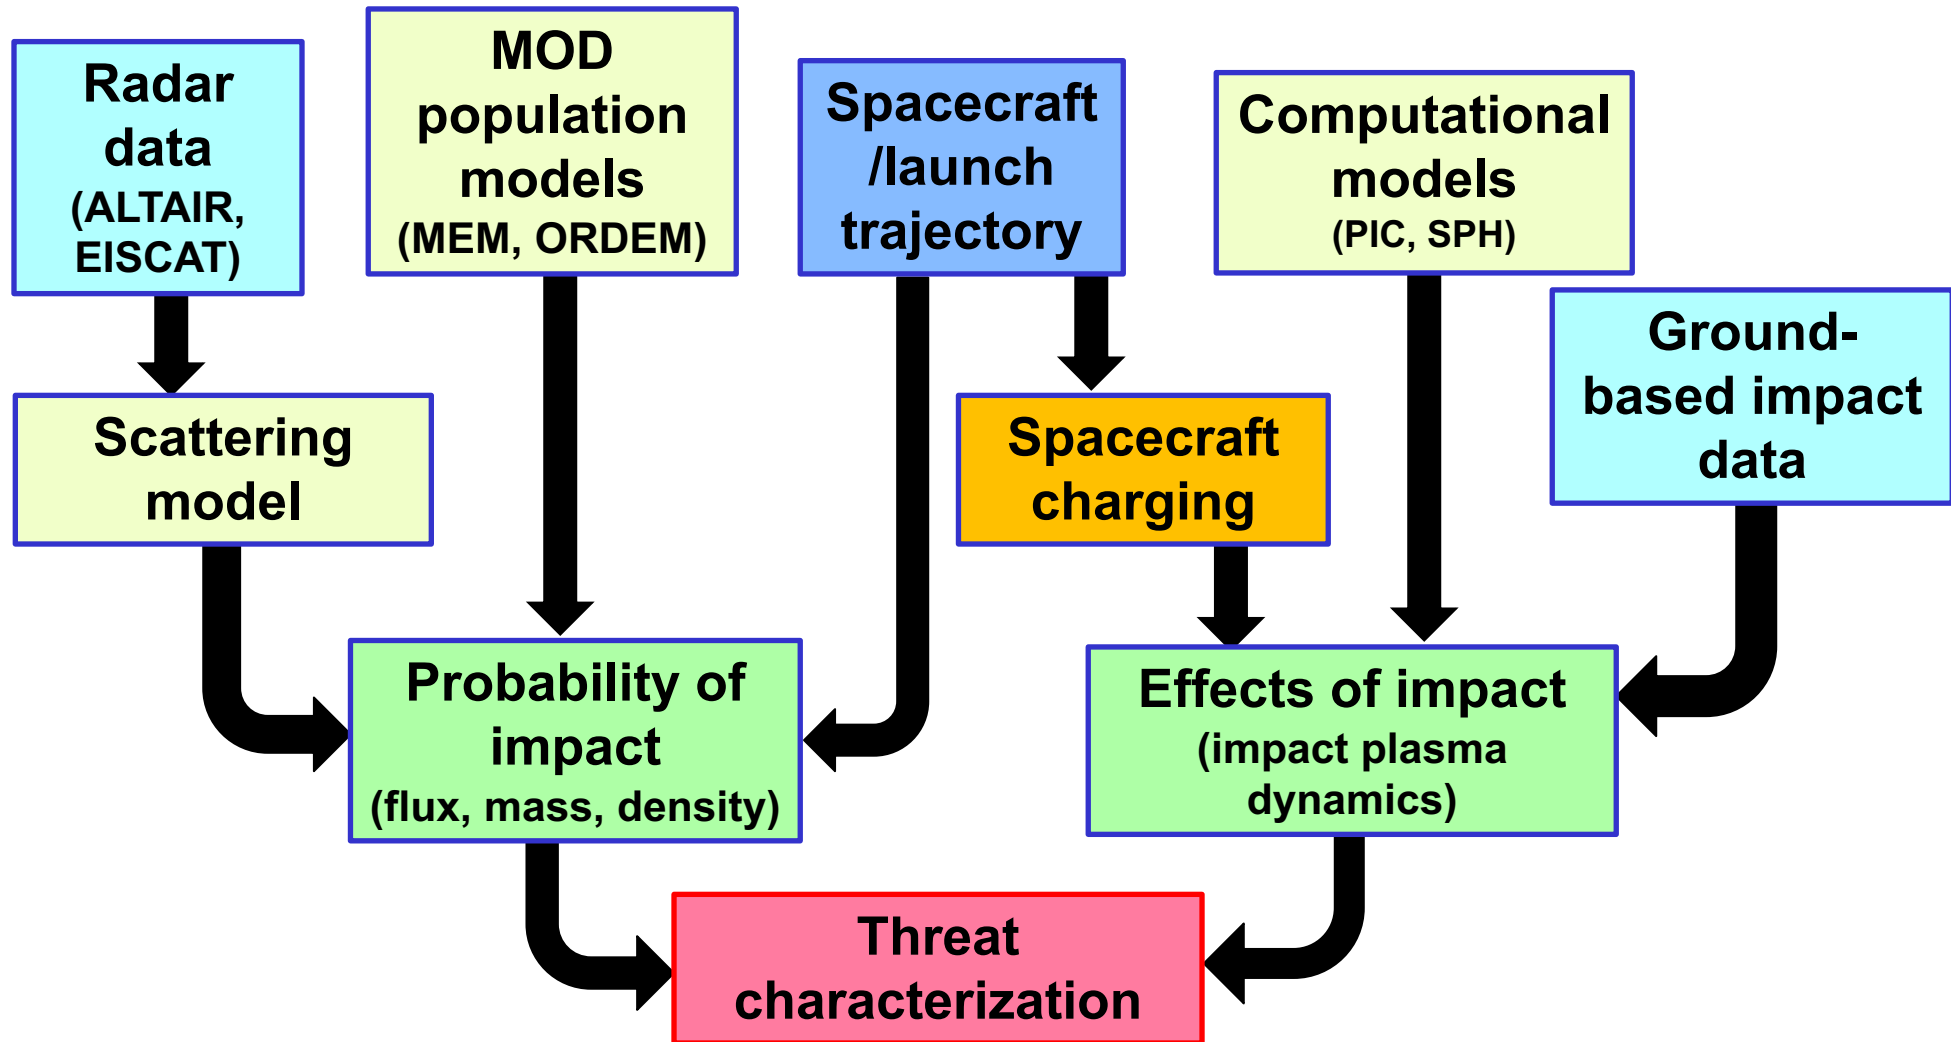 Radar
data
(ALTAIR,
EISCAT)
MOD
population
models
(MEM, ORDEM)
Spacecraft
/launch
trajectory
Computational
models
(PIC, SPH)
Ground-
based impact
data
Scattering
model
Spacecraft
charging
Probability of
impact
(flux, mass, density)
Effects of impact
(impact plasma
dynamics)
Threat
characterization